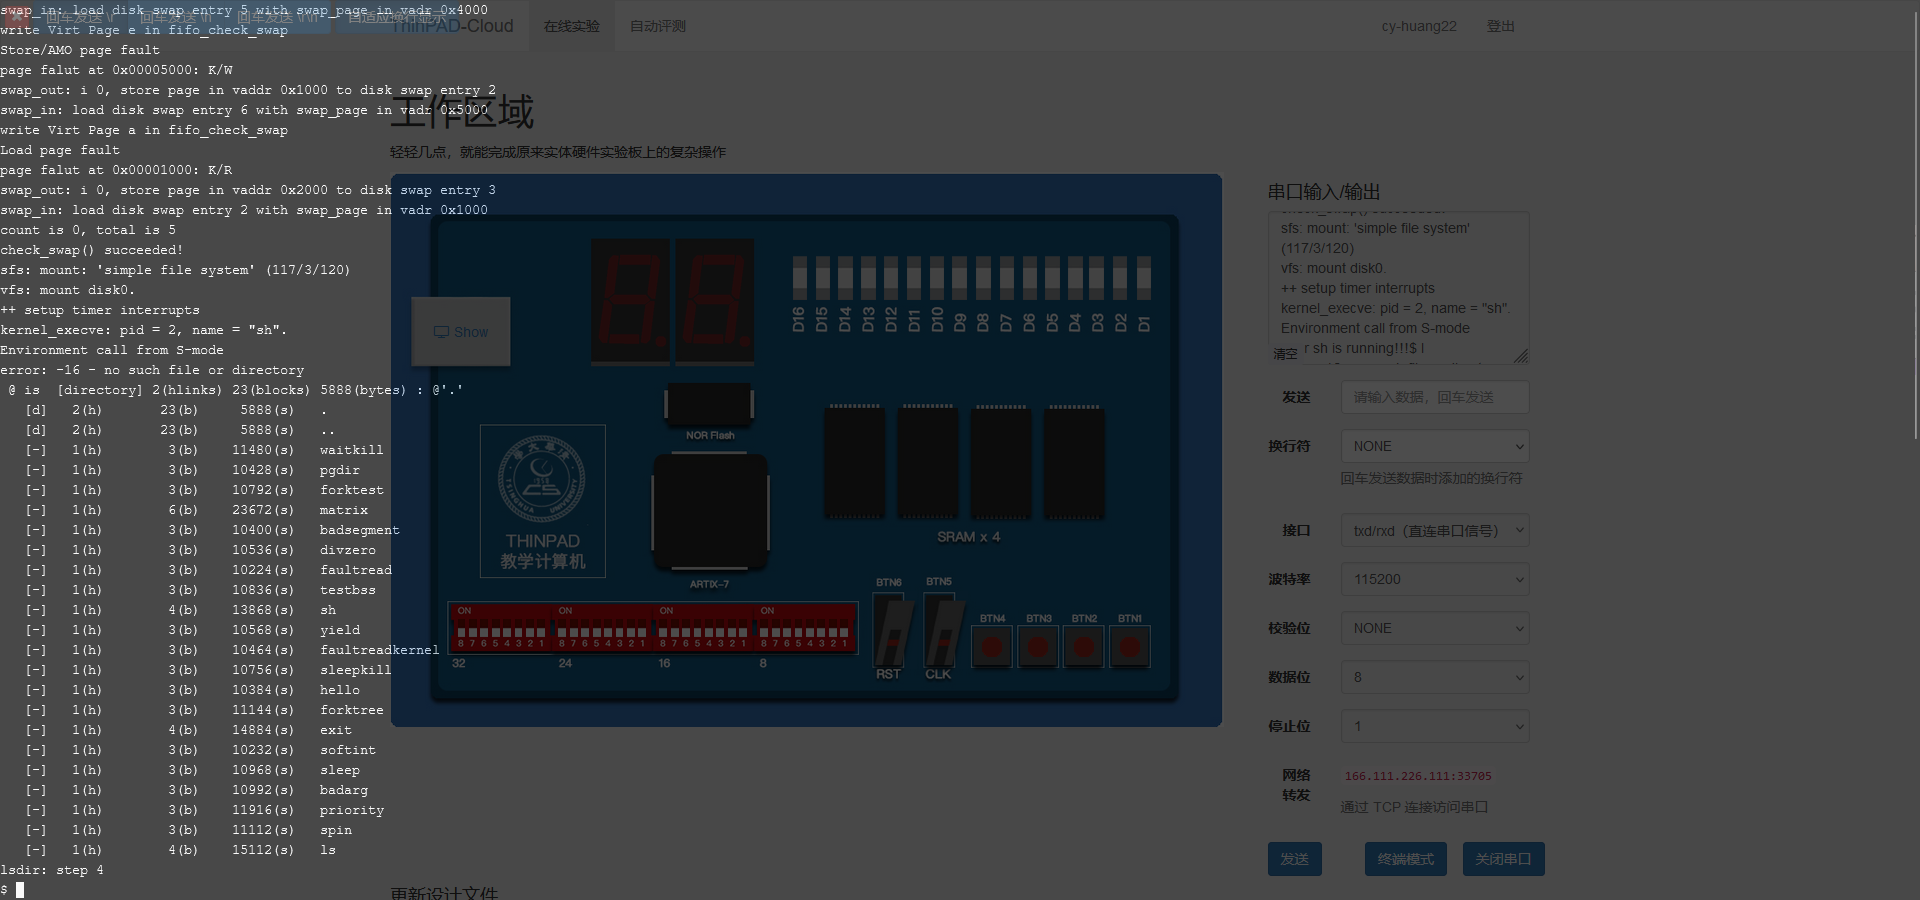 swap_in: load disk swap entry 5 with swap_page in vadr 0x4000
write Virt Page e in fifo_check_swap
Store/AMO page fault
page falut at 0x00005000: K/W
swap_out: i 0, store page in vaddr 0x1000 to disk swap entry 2
swap_in: load disk swap entry 6 with swap_page in vadr 0x5000
write Virt Page a in fifo_check_swap
Load page fault
page falut at 0x00001000: K/R
swap_out: i 0, store page in vaddr 0x2000 to disk swap entry 3
swap_in: load disk swap entry 2 with swap_page in vadr 0x1000
count is 0, total is 5
check_swap() succeeded!
sfs: mount: 'simple file system' (117/3/120)
vfs: mount disk0.
++ setup timer interrupts
kernel_execve: pid = 2, name = "sh".
Environment call from S-mode
error: -16 - no such file or directory
@ is  [directory] 2(hlinks) 23(blocks) 5888(bytes) : @'.'
[d]   2(h)       23(b)     5888(s)   .
[d]   2(h)       23(b)     5888(s)   ..
[-]   1(h)        3(b)    11480(s)   waitkill
[-]   1(h)        3(b)    10428(s)   pgdir
[-]   1(h)        3(b)    10792(s)   forktest
[-]   1(h)        6(b)    23672(s)   matrix
[-]   1(h)        3(b)    10400(s)   badsegment
[-]   1(h)        3(b)    10536(s)   divzero
[-]   1(h)        3(b)    10224(s)   faultread
[-]   1(h)        3(b)    10836(s)   testbss
[-]   1(h)        4(b)    13868(s)   sh
[-]   1(h)        3(b)    10568(s)   yield
[-]   1(h)        3(b)    10464(s)   faultreadkernel
[-]   1(h)        3(b)    10756(s)   sleepkill
[-]   1(h)        3(b)    10384(s)   hello
[-]   1(h)        3(b)    11144(s)   forktree
[-]   1(h)        4(b)    14884(s)   exit
[-]   1(h)        3(b)    10232(s)   softint
[-]   1(h)        3(b)    10968(s)   sleep
[-]   1(h)        3(b)    10992(s)   badarg
[-]   1(h)        3(b)    11916(s)   priority
[-]   1(h)        3(b)    11112(s)   spin
[-]   1(h)        4(b)    15112(s)   ls
lsdir: step 4
$
回车发送 \r 回车发送 \n 回车发送 \r\n 自适应换行显示
ThinPAD-Cloud 在线实验 自动评测 cy-huang22 登出
工作区域
轻轻几点，就能完成原来实体硬件实验板上的复杂操作
Show
D16 D15 D14 D13 D12 D11 D10 D9 D8 D7 D6 D5 D4 D3 D2 D1
NOR Flash
THINPAD
教学计算机
ARTIX-7
SRAM x 4
ON ON ON ON
8 7 6 5 4 3 2 1 8 7 6 5 4 3 2 1 8 7 6 5 4 3 2 1 8 7 6 5 4 3 2 1
32 24 16 8
BTN6 BTN5 BTN4 BTN3 BTN2 BTN1
RST CLK
更新设计文件
串口输入/输出
sfs: mount: 'simple file system'
(117/3/120)
vfs: mount disk0.
++ setup timer interrupts
kernel_execve: pid = 2, name = "sh".
Environment call from S-mode
清空 r sh is running!!!$ l
发送 请输入数据，回车发送
换行符 NONE
回车发送数据时添加的换行符
接口 txd/rxd（直连串口信号）
波特率 115200
校验位 NONE
数据位 8
停止位 1
网络转发 166.111.226.111:33705
通过 TCP 连接访问串口
发送 终端模式 关闭串口